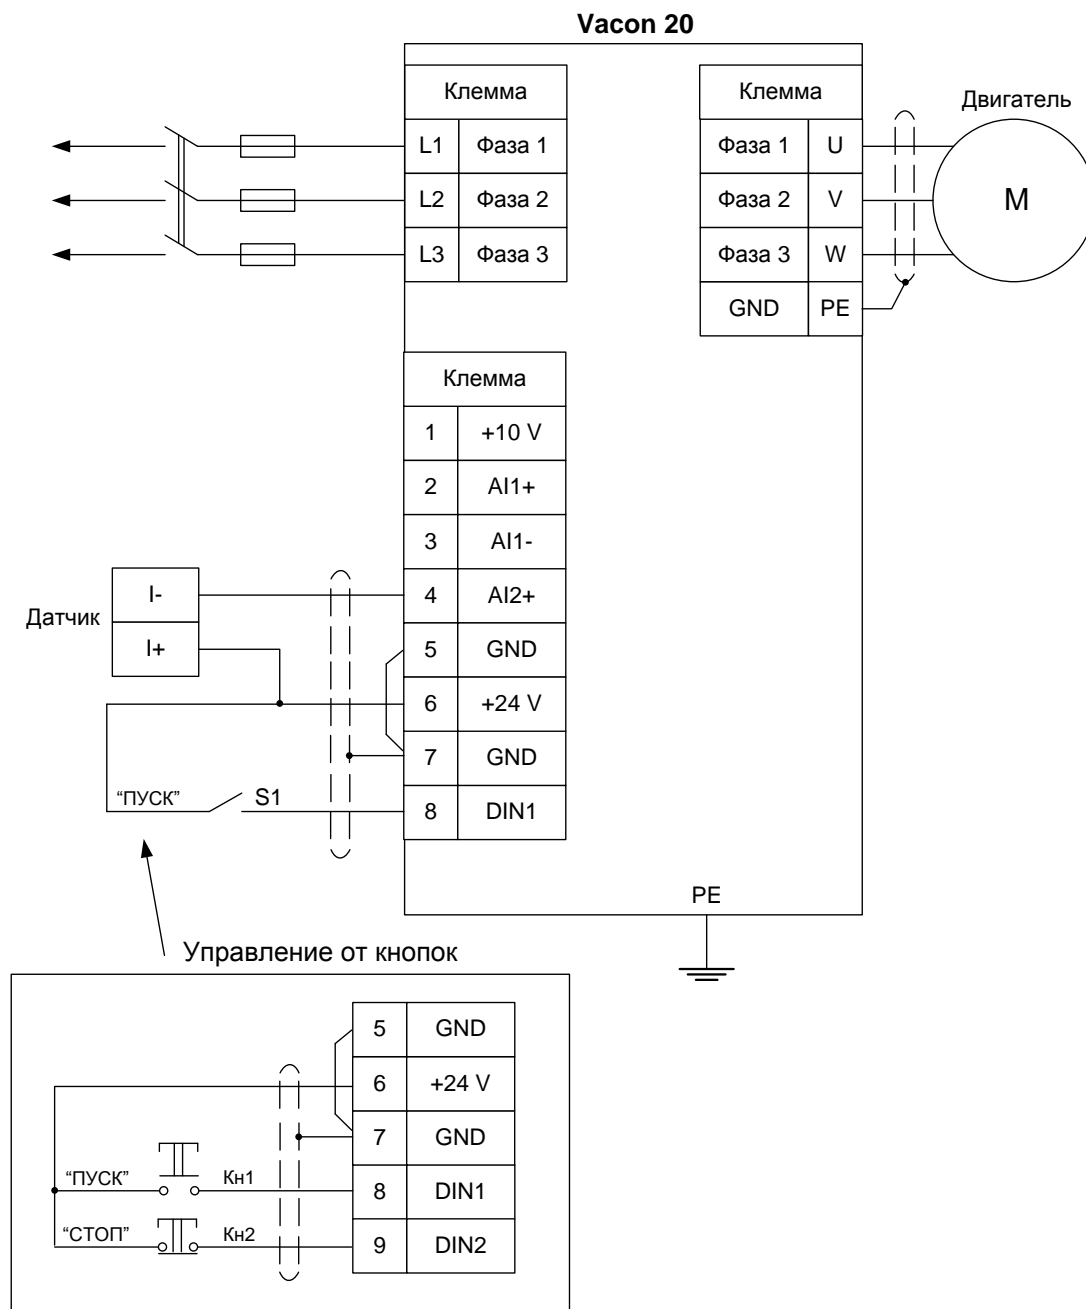 Vacon 20
Клемма
L1 Фаза 1
L2 Фаза 2
L3 Фаза 3
Клемма
Фаза 1 U
Фаза 2 V
Фаза 3 W
GND PE
Двигатель
M
Клемма
1 +10 V
2 AI1+
3 AI1-
4 AI2+
5 GND
6 +24 V
7 GND
8 DIN1
Датчик
I-
I+
“ПУСК” S1
PE
Управление от кнопок
5 GND
6 +24 V
7 GND
8 DIN1
9 DIN2
“ПУСК” Кн1
“СТОП” Кн2